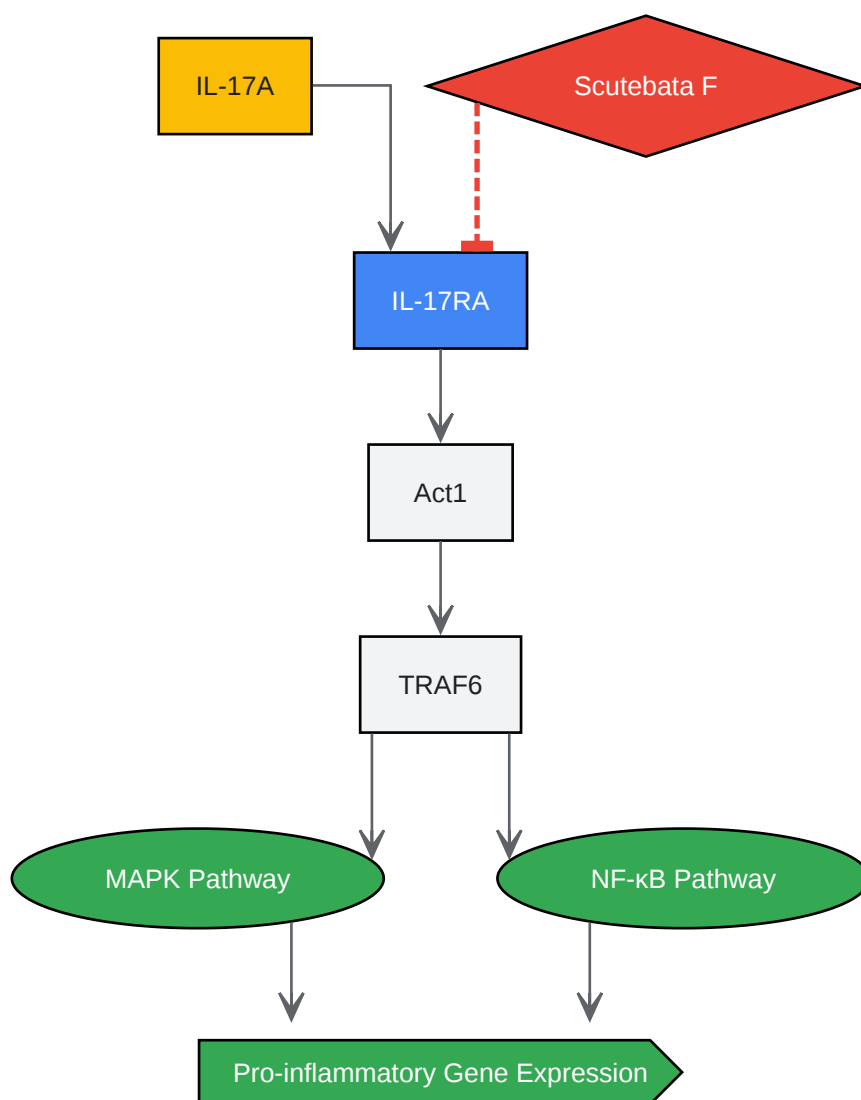 IL-17A
Scutebata F
IL-17RA
Act1
TRAF6
MAPK Pathway
NF-κB Pathway
Pro-inflammatory Gene Expression